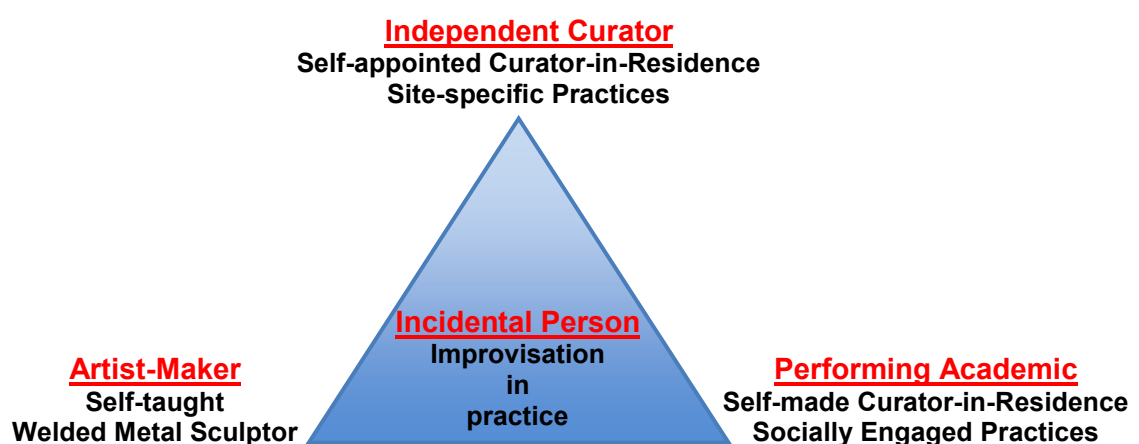 Independent Curator
Self-appointed Curator-in-Residence
Site-specific Practices
Incidental Person
Improvisation
in
practice
Artist-Maker
Self-taught
Welded Metal Sculptor
Performing Academic
Self-made Curator-in-Residence
Socially Engaged Practices